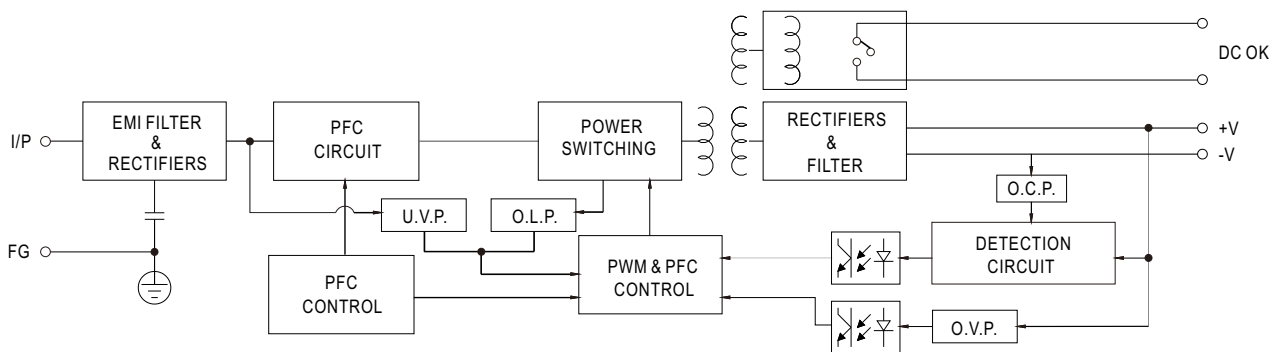 DC OK
I/P
EMI FILTER
&
RECTIFIERS
PFC
CIRCUIT
POWER
SWITCHING
RECTIFIERS
&
FILTER
+V
-V
O.C.P.
U.V.P.
O.L.P.
FG
PFC
CONTROL
PWM & PFC
CONTROL
DETECTION
CIRCUIT
O.V.P.